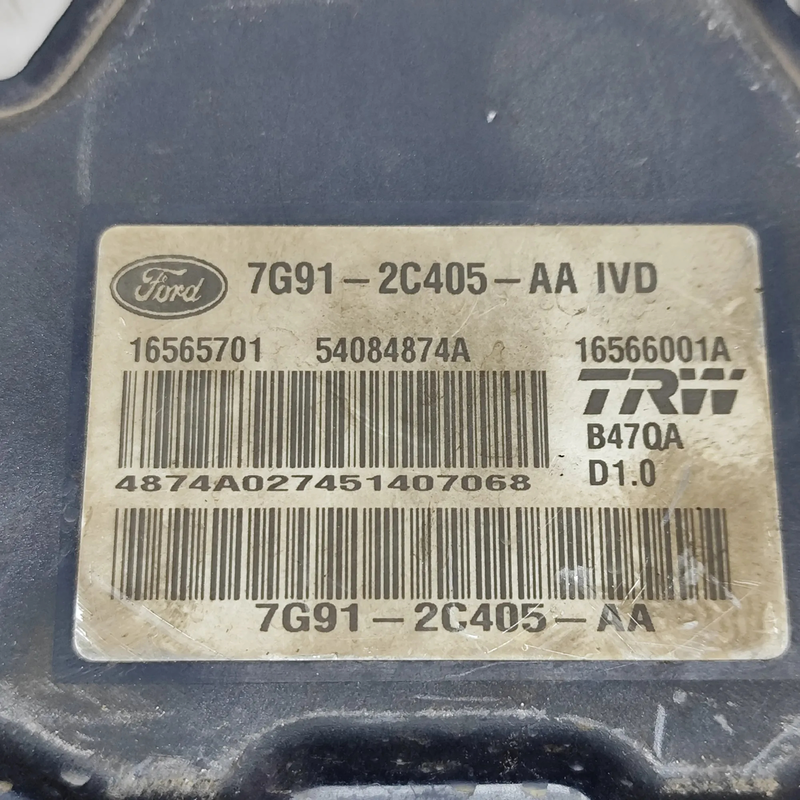 Ford 7G91-2C405-AA IVD
16565701 54084874A 16566001A
TRW
B47QA
4874A027451407068 D1.0
7G91-2C405-AA